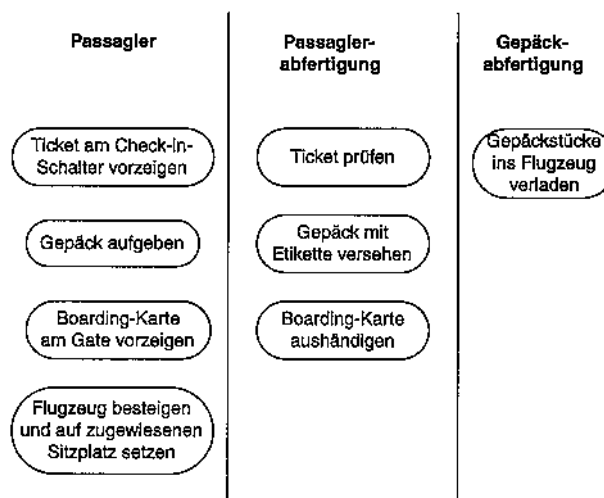 Passagier
Passagier-
abfertigung
Gepäck-
abfertigung
Ticket am Check-in-
Schalter vorzeigen
Ticket prüfen
Gepäckstücke
ins Flugzeug
verladen
Gepäck aufgeben
Gepäck mit
Etikette versehen
Boarding-Karte
am Gate vorzeigen
Boarding-Karte
aushändigen
Flugzeug besteigen
und auf zugewiesenen
Sitzplatz setzen